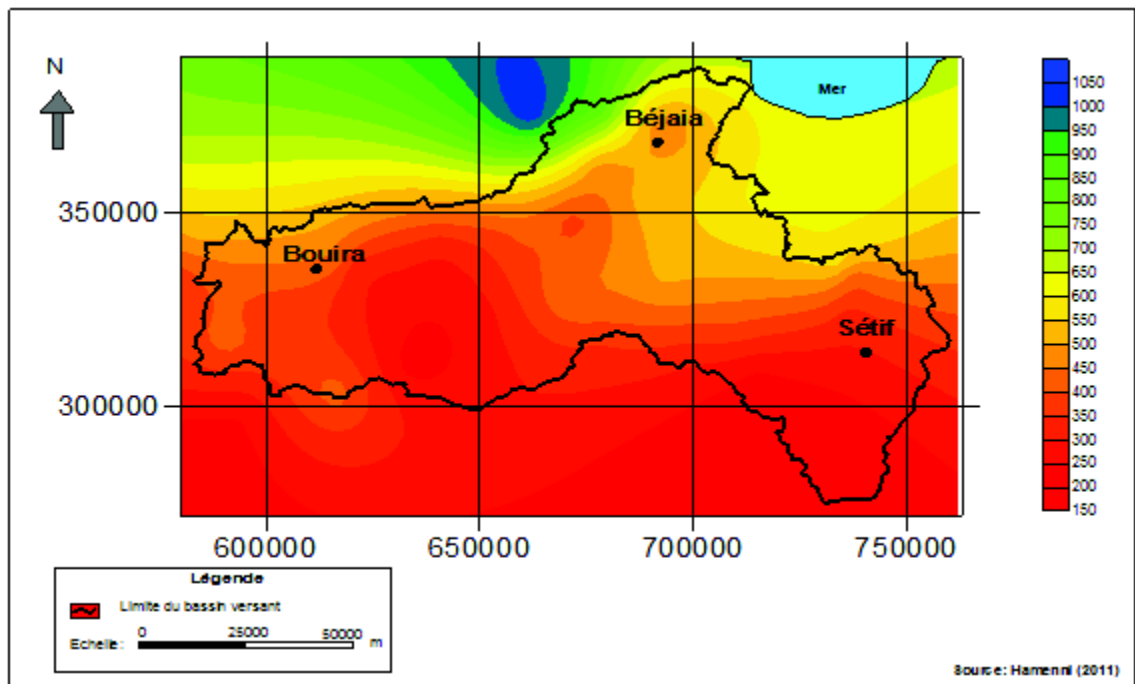 N
Mer
Béjaia
Bouira
Sétif
350000
300000
600000
650000
700000
750000
1050
1000
950
900
850
800
750
700
650
600
550
500
450
400
350
300
250
200
150
Légende
Limite du bassin versant
Echelle: 0 25000 50000 m
Source: Hamenni (2011)